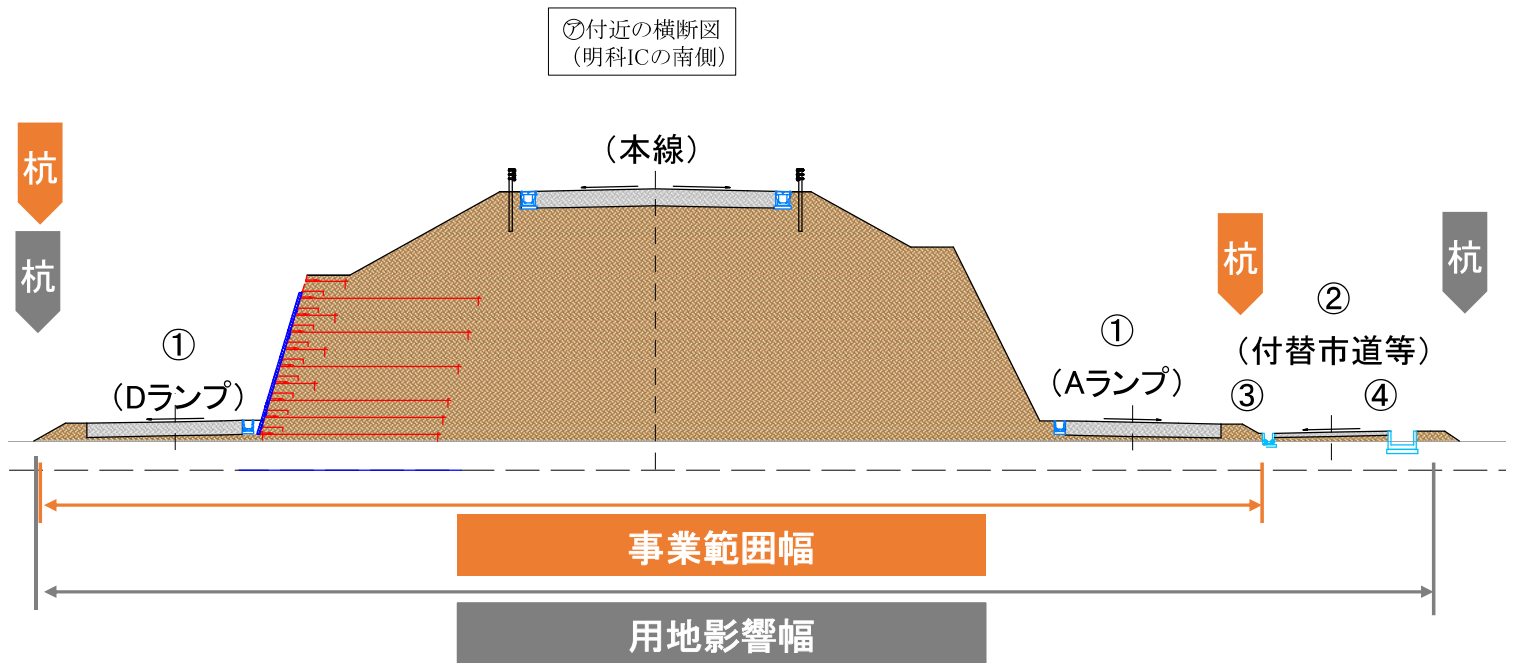 ㋐付近の横断図
（明科ICの南側）
杭
杭
（本線）
杭
杭
①
（Dランプ）
①
（Aランプ）
②
（付替市道等）
③
④
事業範囲幅
用地影響幅